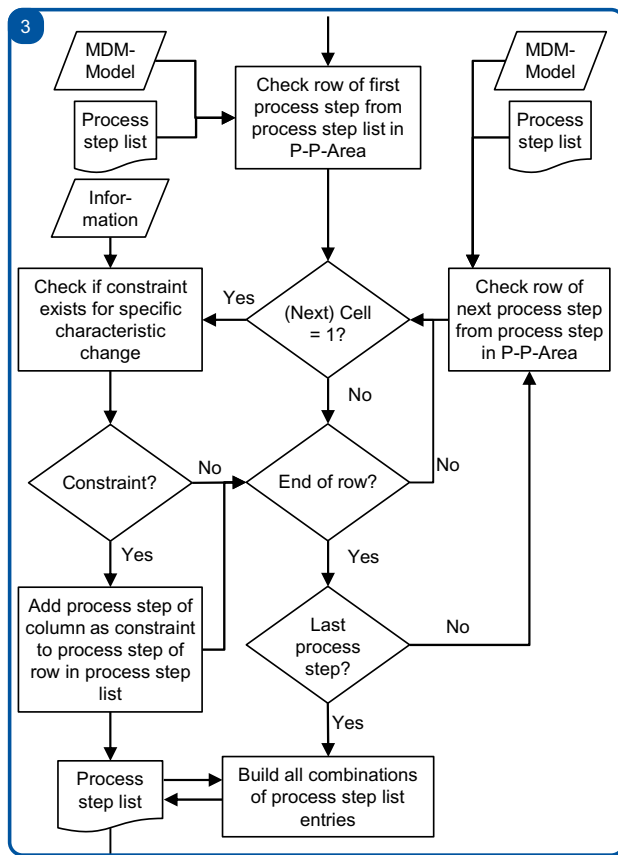 3
MDM-
Model
Process
step list
Check row of first
process step from
process step list in
P-P-Area
MDM-
Model
Process
step list
Infor-
mation
Check if constraint
exists for specific
characteristic
change
Yes
(Next) Cell
= 1?
Check row of
next process step
from process step
in P-P-Area
No
Constraint?
No
End of row?
No
Yes
Yes
Add process step of
column as constraint
to process step of
row in process step
list
Last
process
step?
No
Yes
Process
step list
Build all combinations
of process step list
entries